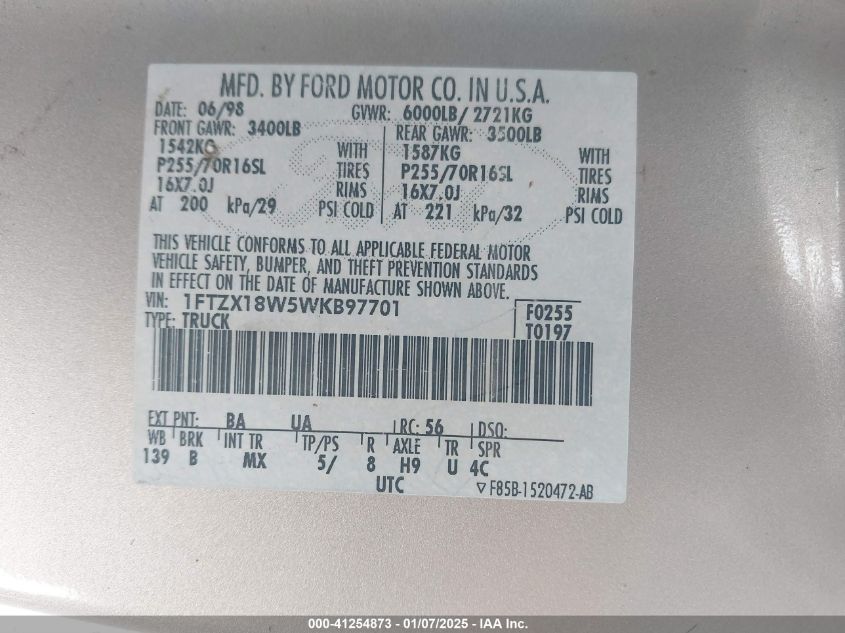 MFD. BY FORD MOTOR CO. IN U.S.A.
DATE: 06/98 GVWR: 6000LB/ 2721KG
FRONT GAWR: 3400LB REAR GAWR: 3500LB
1542KG WITH 1587KG WITH
P255/70R16SL TIRES P255/70R16SL TIRES
16X7.0J RIMS 16X7.0J RIMS
AT 200 kPa/29 PSI COLD AT 221 kPa/32 PSI COLD
THIS VEHICLE CONFORMS TO ALL APPLICABLE FEDERAL MOTOR
VEHICLE SAFETY, BUMPER, AND THEFT PREVENTION STANDARDS
IN EFFECT ON THE DATE OF MANUFACTURE SHOWN ABOVE.
VIN: 1FTZX18W5WKB97701 F0255
TYPE: TRUCK T0197
EXT PNT: BA UA RC: 56 DSO:
WB BRK INT TR TP/PS R AXLE TR SPR
139 B MX 5/ 8 H9 U 4C
UTC ▽ F85B-1520472-AB
000-41254873 - 01/07/2025 - IAA Inc.